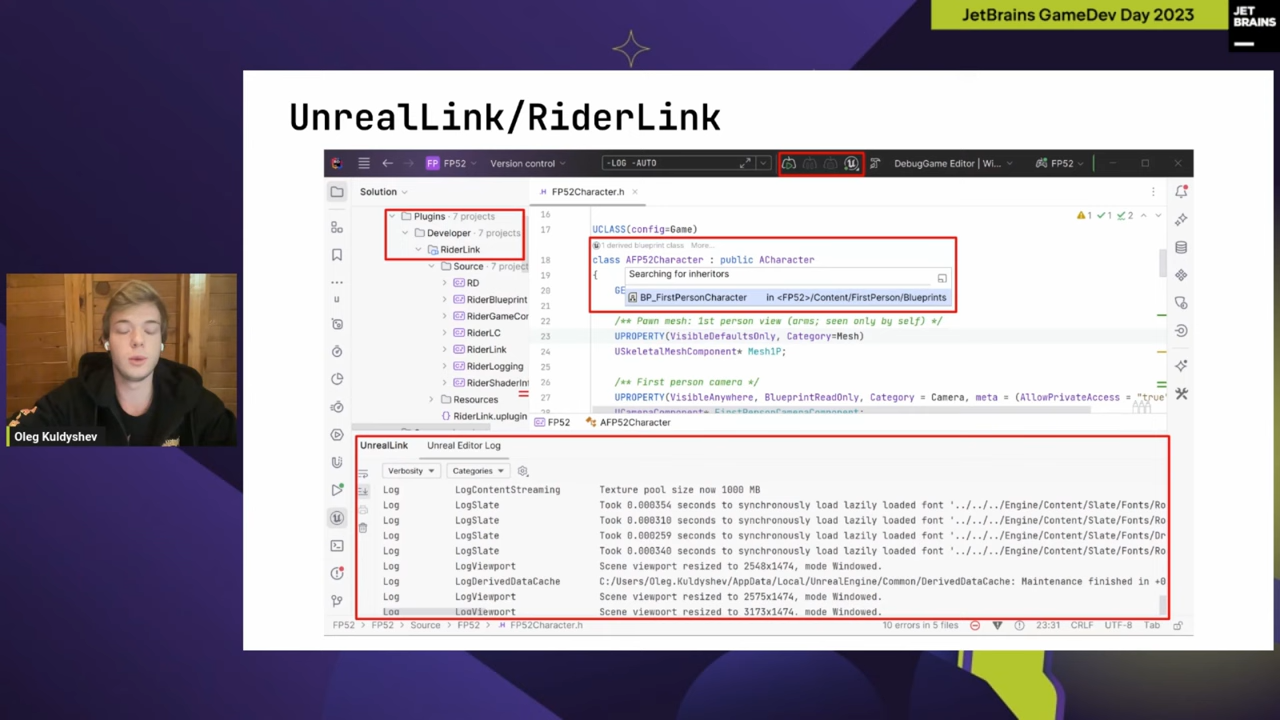 JetBrains GameDev Day 2023
JET
BRAINS
UnrealLink/RiderLink
FP FP52 Version control -LOG -AUTO DebugGame Editor | Wi... FP52
Solution
H FP52Character.h
Plugins · 7 projects
Developer · 7 projects
RiderLink
Source · 7 project
RD
RiderBlueprint
RiderGameCor
RiderLC
RiderLink
RiderLogging
RiderShaderInf
Resources
RiderLink.uplugin
16
17 UCLASS(config=Game)
1 1 2
1 derived blueprint class More...
18 class AFP52Character : public ACharacter
19 {
Searching for inheritors
20 GE
BP_FirstPersonCharacter in <FP52>/Content/FirstPerson/Blueprints
21
22 /** Pawn mesh: 1st person view (arms; seen only by self) */
23 UPROPERTY(VisibleDefaultsOnly, Category=Mesh)
24 USkeletalMeshComponent* Mesh1P;
25
26 /** First person camera */
27 UPROPERTY(VisibleAnywhere, BlueprintReadOnly, Category = Camera, meta = (AllowPrivateAccess = "true"
28 UCameraComponent* FirstPersonCameraComponent;
FP52 AFP52Character
UnrealLink Unreal Editor Log
Verbosity Categories
Log LogContentStreaming Texture pool size now 1000 MB
Log LogSlate Took 0.000354 seconds to synchronously load lazily loaded font '../../../Engine/Content/Slate/Fonts/Ro
Log LogSlate Took 0.000310 seconds to synchronously load lazily loaded font '../../../Engine/Content/Slate/Fonts/Ro
Log LogSlate Took 0.000259 seconds to synchronously load lazily loaded font '../../../Engine/Content/Slate/Fonts/Dr
Log LogSlate Took 0.000340 seconds to synchronously load lazily loaded font '../../../Engine/Content/Slate/Fonts/Ro
Log LogViewport Scene viewport resized to 2548x1474, mode Windowed.
Log LogDerivedDataCache C:/Users/Oleg.Kuldyshev/AppData/Local/UnrealEngine/Common/DerivedDataCache: Maintenance finished in +0
Log LogViewport Scene viewport resized to 2575x1474, mode Windowed.
Log LogViewport Scene viewport resized to 3173x1474, mode Windowed.
FP52 > FP52 > Source > FP52 > H FP52Character.h 10 errors in 5 files 23:31 CRLF UTF-8 Tab
Oleg Kuldyshev